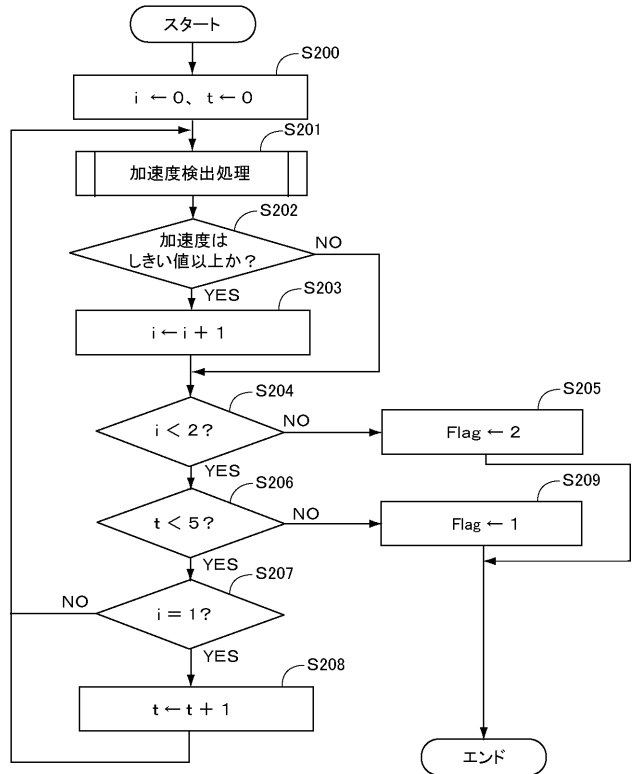 スタート
S200
i ← 0、 t ← 0
S201
加速度検出処理
S202
加速度は
しきい値以上か？
NO
YES
S203
i ← i + 1
S204
i < 2？
NO
YES
S205
Flag ← 2
S206
t < 5？
NO
YES
S209
Flag ← 1
S207
i = 1？
NO
YES
S208
t ← t + 1
エンド